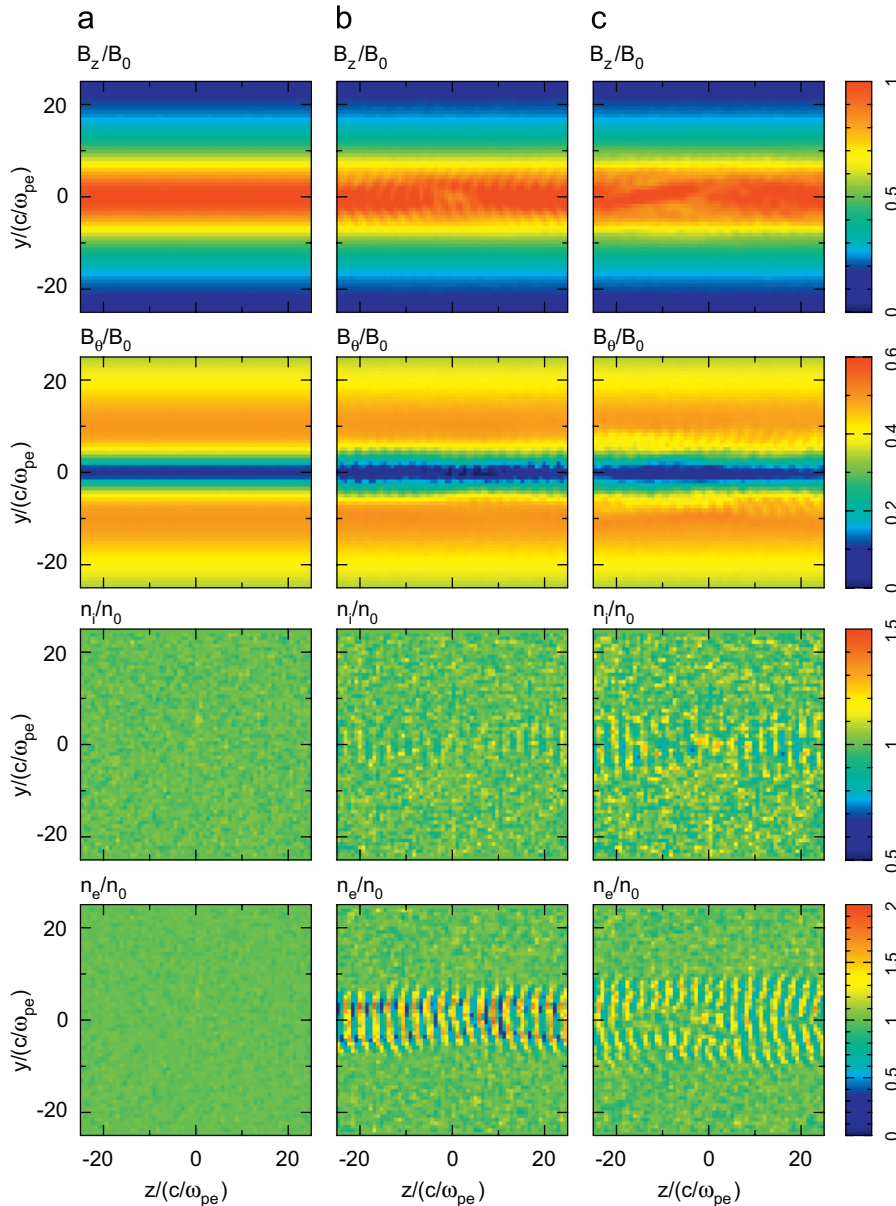 a b c
B_z/B_0 B_z/B_0 B_z/B_0
20
0
-20
y/(c/ω_pe)
1
0.5
0
B_θ/B_0 B_θ/B_0 B_θ/B_0
20
0
-20
y/(c/ω_pe)
0.6
0.4
0.2
0
n_i/n_0 n_i/n_0 n_i/n_0
20
0
-20
y/(c/ω_pe)
1.5
1
0.5
n_e/n_0 n_e/n_0 n_e/n_0
20
0
-20
y/(c/ω_pe)
2
1.5
1
0.5
0
-20 0 20 -20 0 20 -20 0 20
z/(c/ω_pe) z/(c/ω_pe) z/(c/ω_pe)